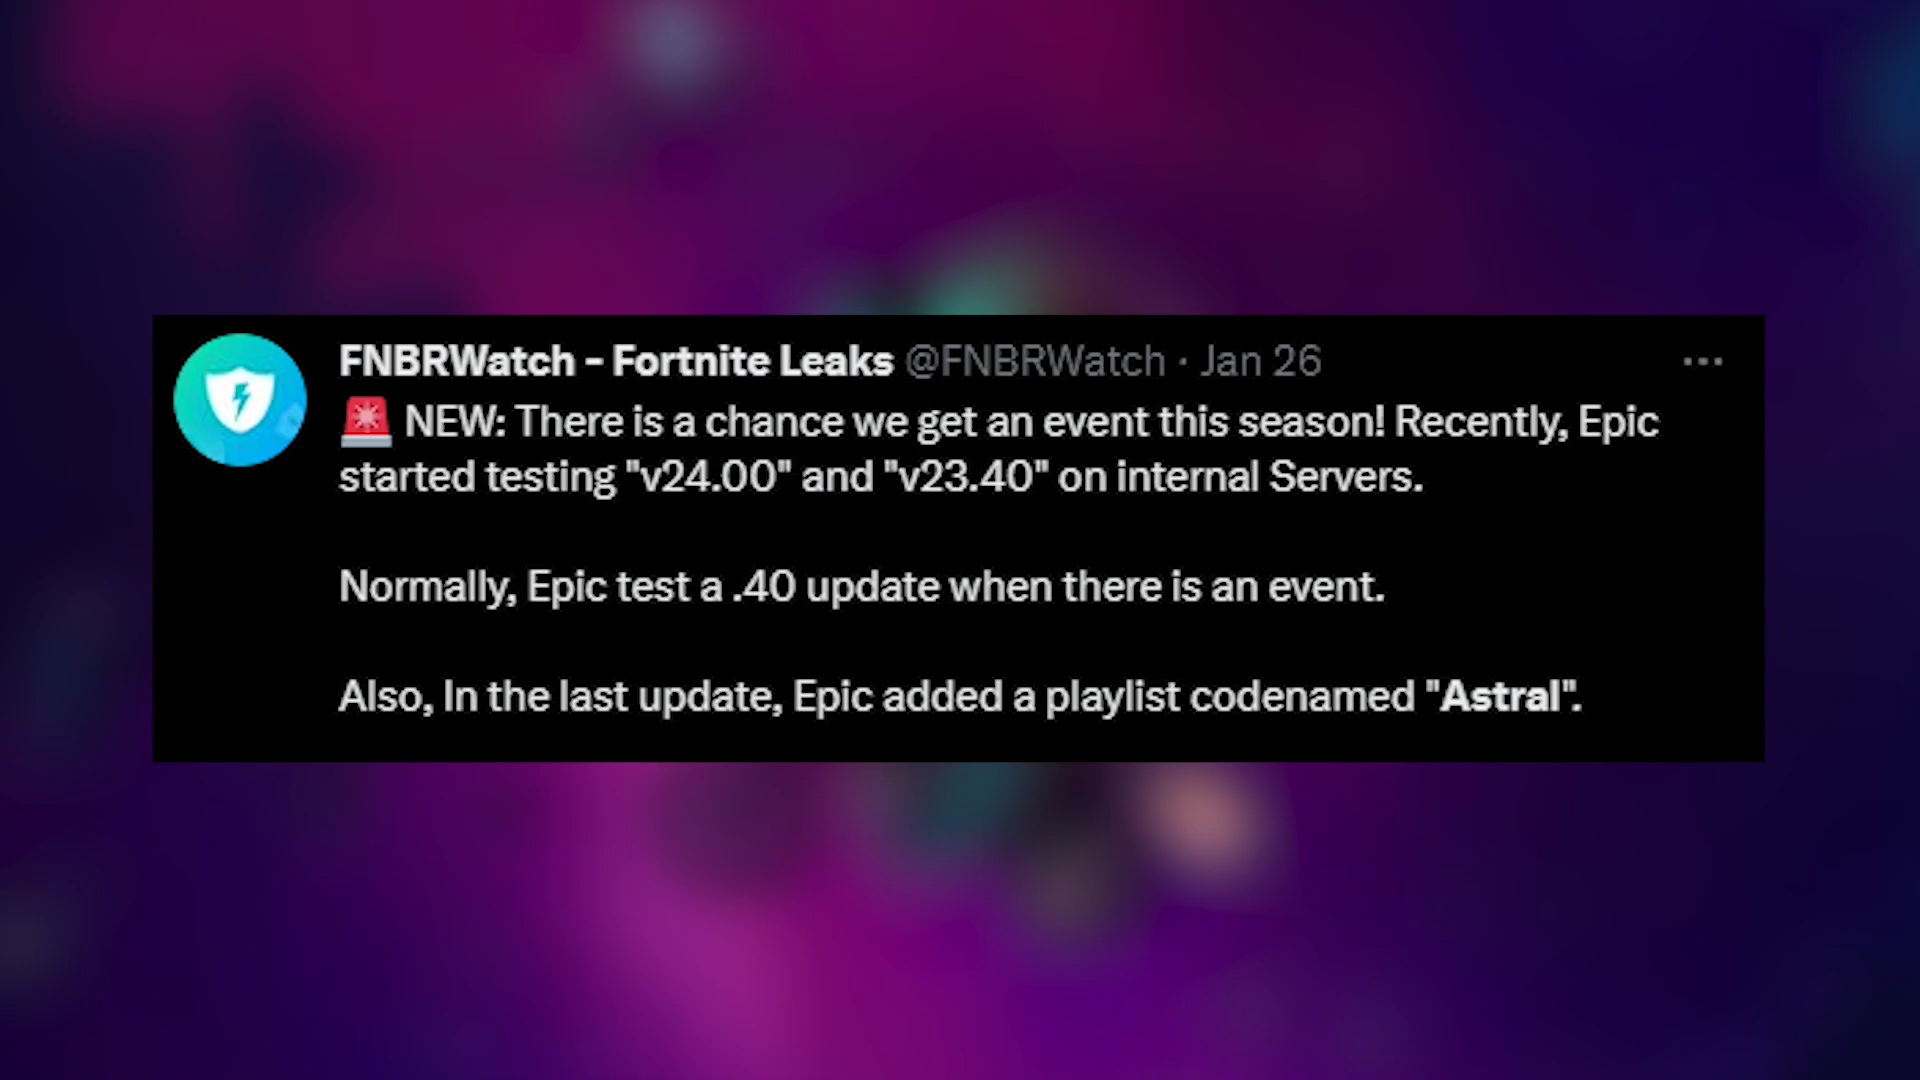 FNBRWatch - Fortnite Leaks @FNBRWatch · Jan 26
🚨 NEW: There is a chance we get an event this season! Recently, Epic
started testing "v24.00" and "v23.40" on internal Servers.
Normally, Epic test a .40 update when there is an event.
Also, In the last update, Epic added a playlist codenamed "Astral".